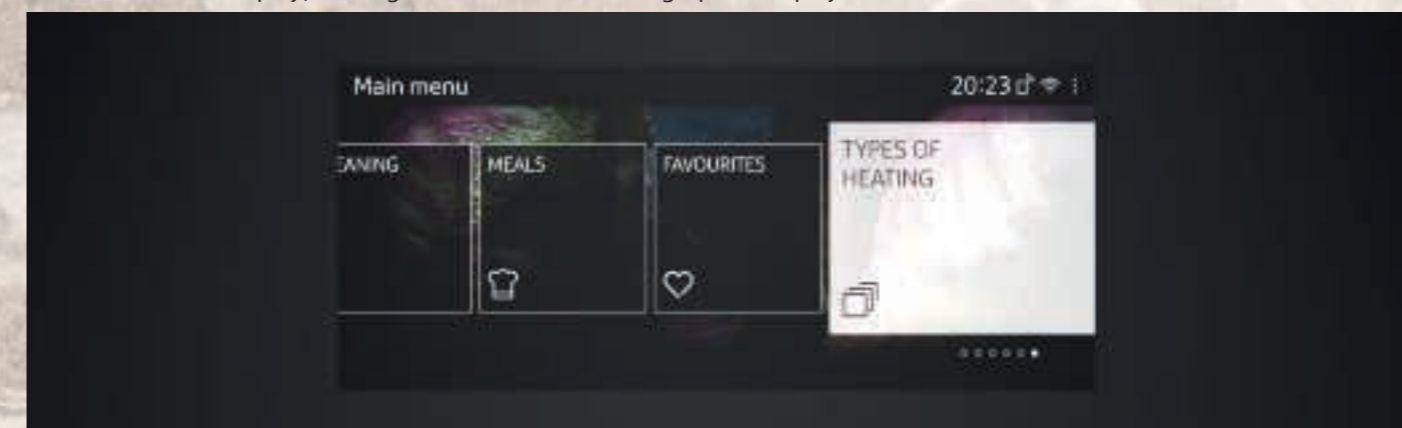 Main menu
20:23
EANING
MEALS
FAVOURITES
TYPES OF
HEATING